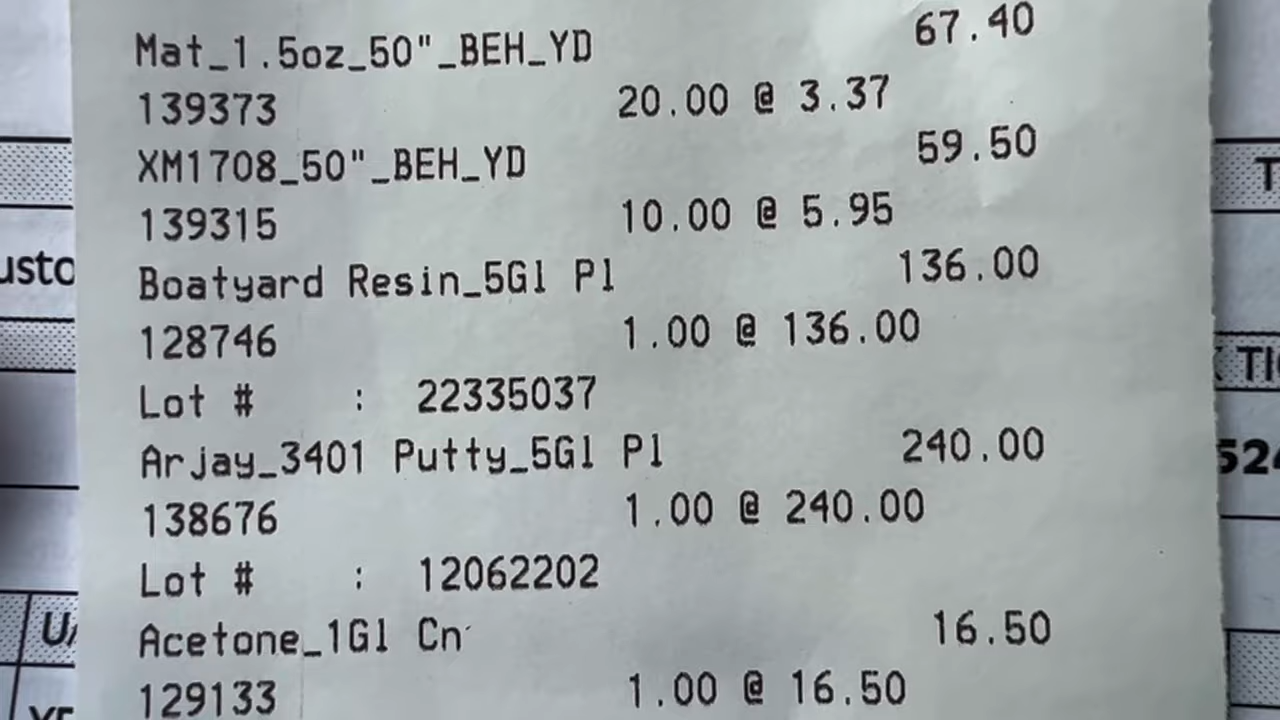 Mat_1.5oz_50"_BEH_YD 67.40
139373 20.00 @ 3.37
XM1708_50"_BEH_YD 59.50
139315 10.00 @ 5.95
Boatyard Resin_5Gl Pl 136.00
128746 1.00 @ 136.00
Lot # : 22335037
Arjay_3401 Putty_5Gl Pl 240.00
138676 1.00 @ 240.00
Lot # : 12062202
Acetone_1Gl Cn 16.50
129133 1.00 @ 16.50